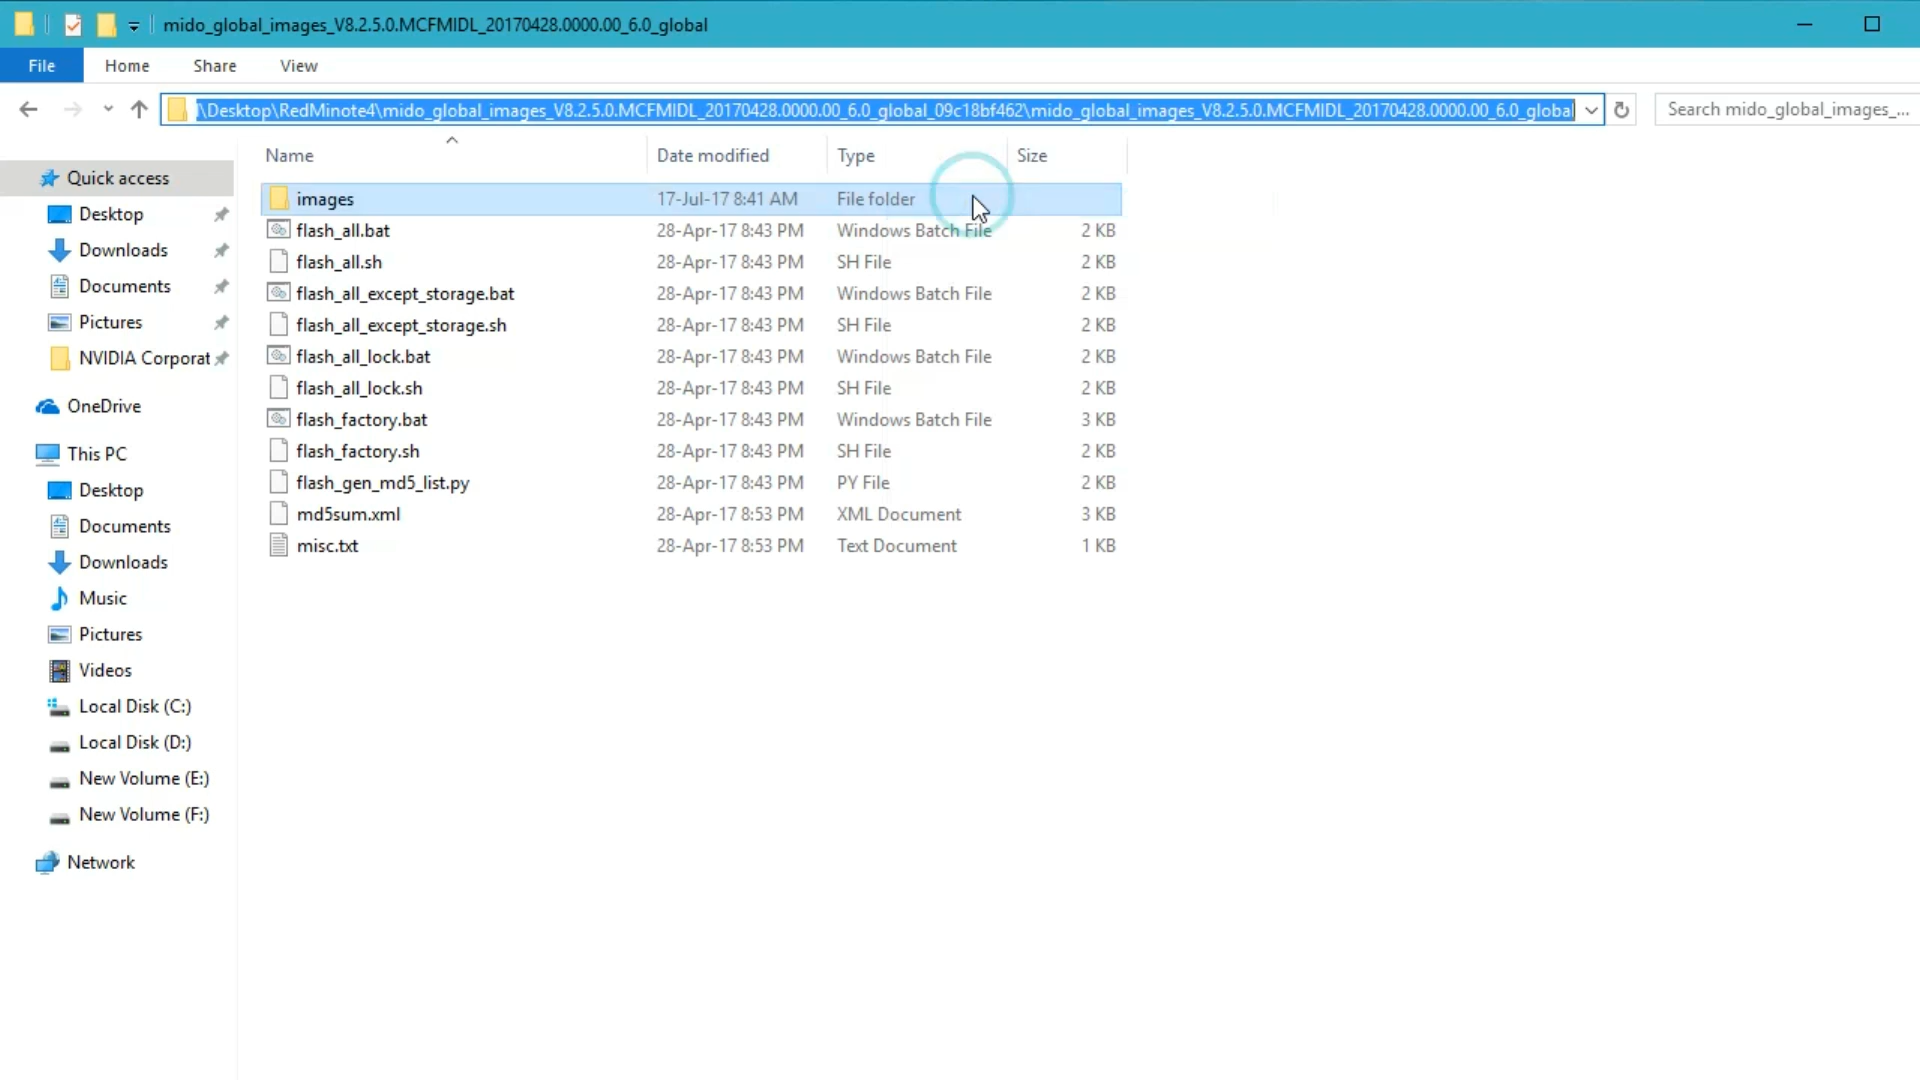 mido_global_images_V8.2.5.0.MCFMIDL_20170428.0000.00_6.0_global
File Home Share View
\Desktop\RedMinote4\mido_global_images_V8.2.5.0.MCFMIDL_20170428.0000.00_6.0_global_09c18bf462\mido_global_images_V8.2.5.0.MCFMIDL_20170428.0000.00_6.0_global Search mido_global_images_...
Name Date modified Type Size
Quick access
Desktop
Downloads
Documents
Pictures
NVIDIA Corporat
OneDrive
This PC
Desktop
Documents
Downloads
Music
Pictures
Videos
Local Disk (C:)
Local Disk (D:)
New Volume (E:)
New Volume (F:)
Network
images 17-Jul-17 8:41 AM File folder
flash_all.bat 28-Apr-17 8:43 PM Windows Batch File 2 KB
flash_all.sh 28-Apr-17 8:43 PM SH File 2 KB
flash_all_except_storage.bat 28-Apr-17 8:43 PM Windows Batch File 2 KB
flash_all_except_storage.sh 28-Apr-17 8:43 PM SH File 2 KB
flash_all_lock.bat 28-Apr-17 8:43 PM Windows Batch File 2 KB
flash_all_lock.sh 28-Apr-17 8:43 PM SH File 2 KB
flash_factory.bat 28-Apr-17 8:43 PM Windows Batch File 3 KB
flash_factory.sh 28-Apr-17 8:43 PM SH File 2 KB
flash_gen_md5_list.py 28-Apr-17 8:43 PM PY File 2 KB
md5sum.xml 28-Apr-17 8:53 PM XML Document 3 KB
misc.txt 28-Apr-17 8:53 PM Text Document 1 KB